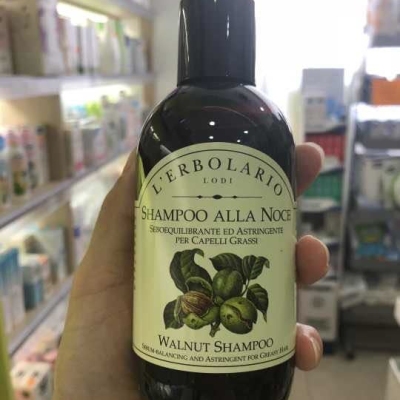 L'ERBOLARIO
LODI
SHAMPOO ALLA NOCE
SEBOEQUILIBRANTE ED ASTRINGENTE
PER CAPELLI GRASSI
WALNUT SHAMPOO
SEBUM-BALANCING AND ASTRINGENT FOR GREASY HAIR